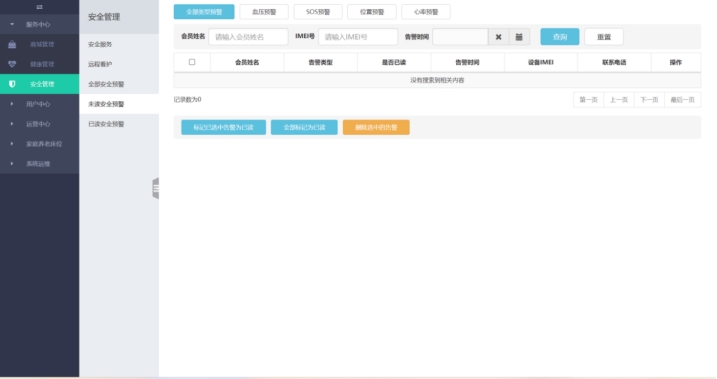 服务中心
商城管理
健康管理
安全管理
用户中心
运营中心
家庭养老床位
系统运维
安全管理
安全服务
远程看护
全部安全预警
未读安全预警
已读安全预警
全部类型预警 血压预警 SOS预警 位置预警 心率预警
会员姓名 请输入会员姓名 IMEI号 请输入IMEI号 告警时间 查询 重置
会员姓名 告警类型 是否已读 告警时间 设备IMEI 联系电话 操作
没有搜索到相关内容
记录数为0 第一页 上一页 下一页 最后一页
标记已选中告警为已读 全部标记为已读 删除选中的告警